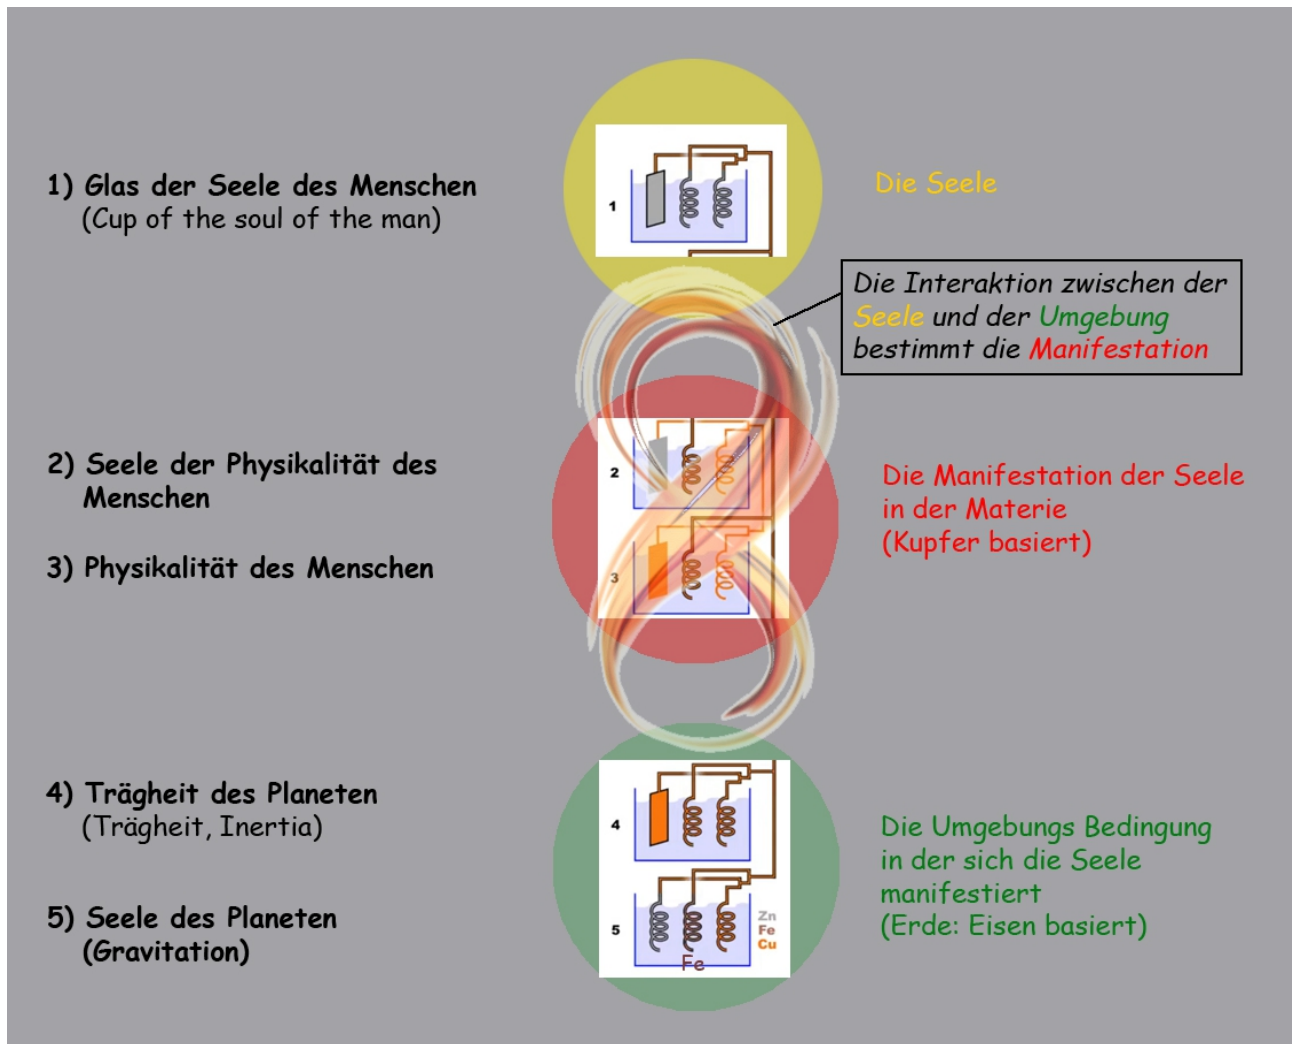 1) Glas der Seele des Menschen
(Cup of the soul of the man)
1
Die Seele
Die Interaktion zwischen der
Seele und der Umgebung
bestimmt die Manifestation
2) Seele der Physikalität des
Menschen
3) Physikalität des Menschen
2
3
Die Manifestation der Seele
in der Materie
(Kupfer basiert)
4) Trägheit des Planeten
(Trägheit, Inertia)
5) Seele des Planeten
(Gravitation)
4
5
Zn
Fe
Cu
Fe
Die Umgebungs Bedingung
in der sich die Seele
manifestiert
(Erde: Eisen basiert)